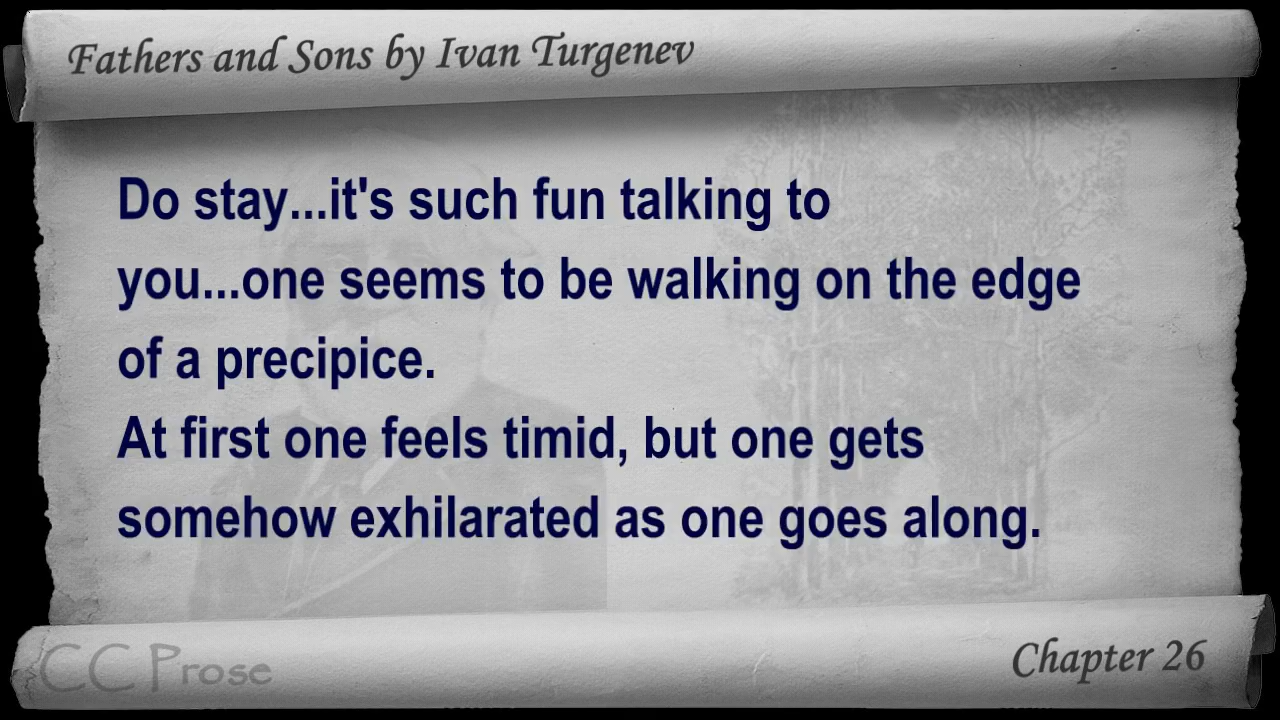 Fathers and Sons by Ivan Turgenev
Do stay...it's such fun talking to
you...one seems to be walking on the edge
of a precipice.
At first one feels timid, but one gets
somehow exhilarated as one goes along.
CC Prose
Chapter 26